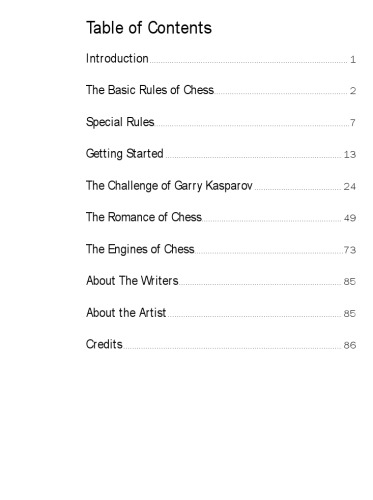 Table of Contents
Introduction 1
The Basic Rules of Chess 2
Special Rules 7
Getting Started 13
The Challenge of Garry Kasparov 24
The Romance of Chess 49
The Engines of Chess 73
About The Writers 85
About the Artist 85
Credits 86